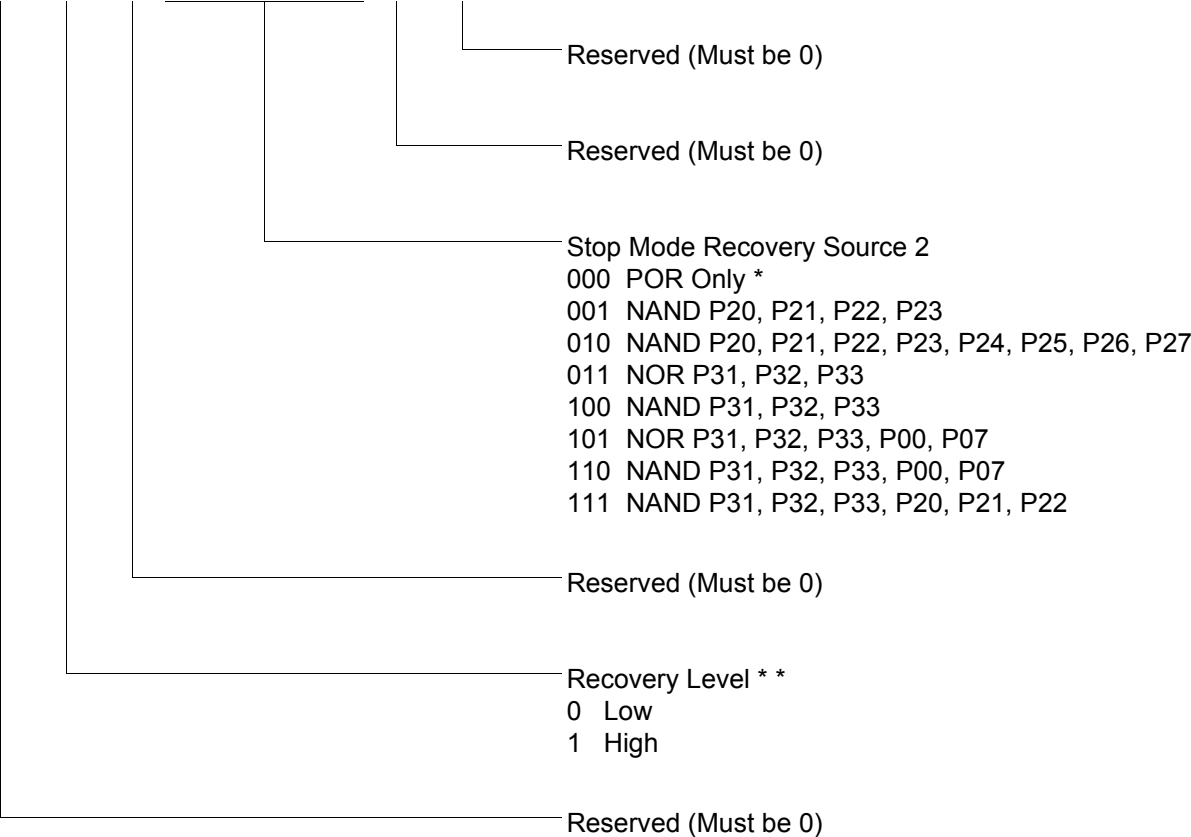 Reserved (Must be 0)
Reserved (Must be 0)
Stop Mode Recovery Source 2
000 POR Only *
001 NAND P20, P21, P22, P23
010 NAND P20, P21, P22, P23, P24, P25, P26, P27
011 NOR P31, P32, P33
100 NAND P31, P32, P33
101 NOR P31, P32, P33, P00, P07
110 NAND P31, P32, P33, P00, P07
111 NAND P31, P32, P33, P20, P21, P22
Reserved (Must be 0)
Recovery Level * *
0 Low
1 High
Reserved (Must be 0)